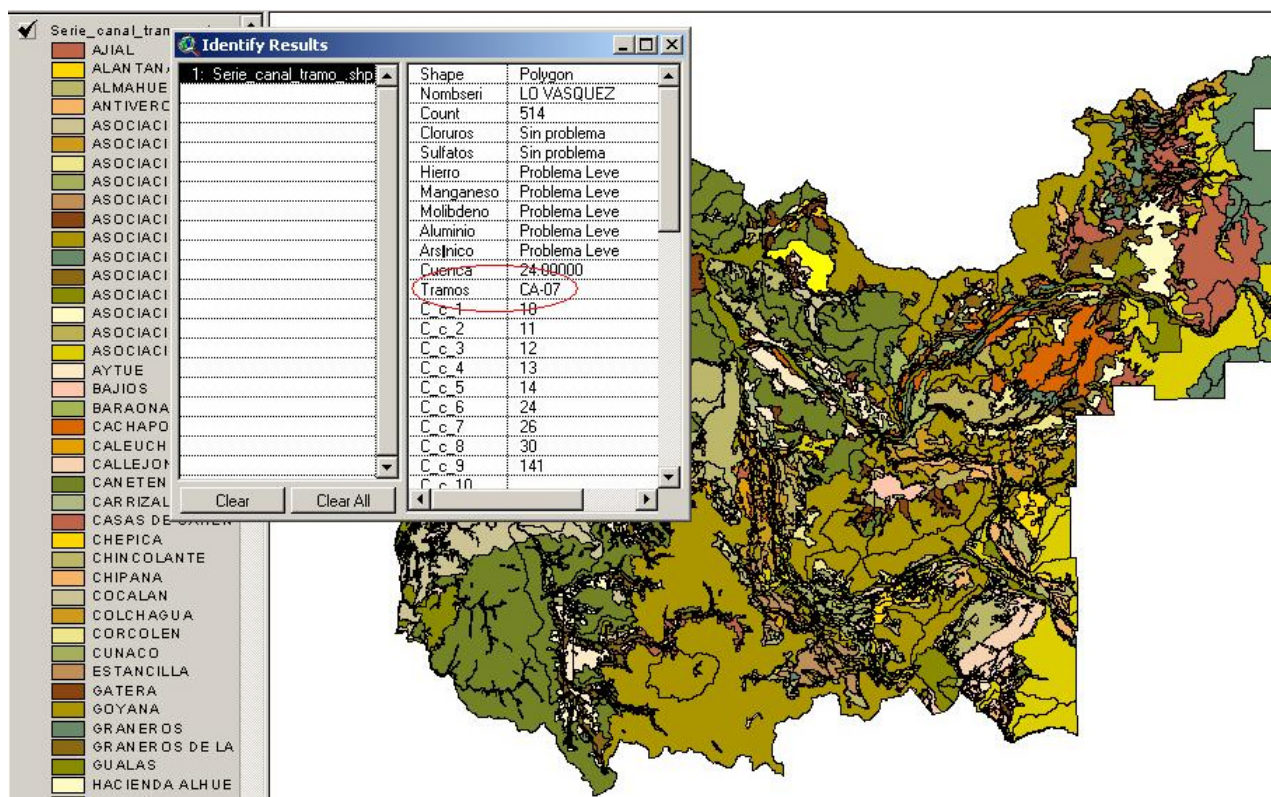 Serie_canal_tram
AJIAL
ALANTAN
ALMAHUE
ANTIVERO
ASOCIACI
ASOCIACI
ASOCIACI
ASOCIACI
ASOCIACI
ASOCIACI
ASOCIACI
ASOCIACI
ASOCIACI
ASOCIACI
ASOCIACI
ASOCIACI
ASOCIACI
AYTUE
BAJIOS
BARAONA
CACHAPO
CALEUCH
CALLEJON
CANETEN
CARRIZAL
CASAS DE
CHEPICA
CHINCOLANTE
CHIPANA
COCALAN
COLCHAGUA
CORCOLEN
CUNACO
ESTANCILLA
GATERA
GOYANA
GRANEROS
GRANEROS DE LA
GUALAS
HACIENDA ALHUE
Identify Results
1: Serie_canal_tramo_.shp
Clear
Clear All
Shape Polygon
Nombseri LO VASQUEZ
Count 514
Cloruros Sin problema
Sulfatos Sin problema
Hierro Problema Leve
Manganeso Problema Leve
Molibdeno Problema Leve
Aluminio Problema Leve
Arslnico Problema Leve
Cuenca 24.00000
Tramos CA-07
C_c_1 10
C_c_2 11
C_c_3 12
C_c_4 13
C_c_5 14
C_c_6 24
C_c_7 26
C_c_8 30
C_c_9 141
C_c_10